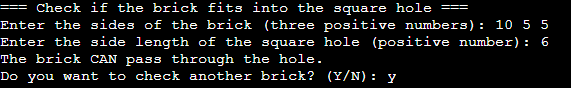 === Check if the brick fits into the square hole ===
Enter the sides of the brick (three positive numbers): 10 5 5
Enter the side length of the square hole (positive number): 6
The brick CAN pass through the hole.
Do you want to check another brick? (Y/N): y